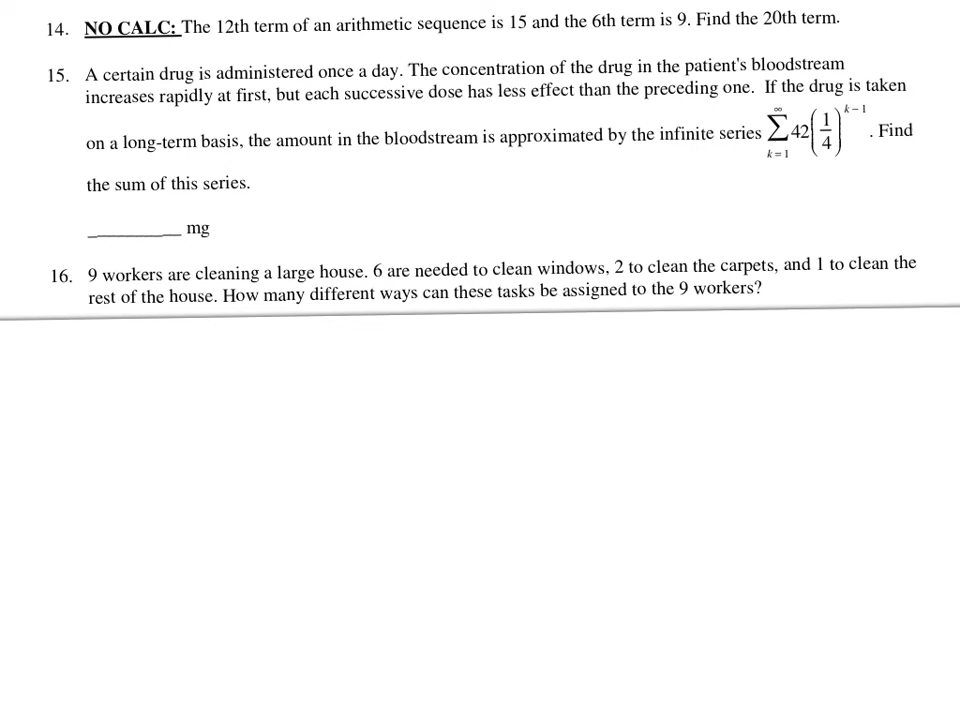 14. NO CALC: The 12th term of an arithmetic sequence is 15 and the 6th term is 9. Find the 20th term.
15. A certain drug is administered once a day. The concentration of the drug in the patient's bloodstream
increases rapidly at first, but each successive dose has less effect than the preceding one. If the drug is taken
on a long-term basis, the amount in the bloodstream is approximated by the infinite series ∑_{k=1}^{∞} 42(1/4)^{k-1}. Find
the sum of this series.
__________ mg
16. 9 workers are cleaning a large house. 6 are needed to clean windows, 2 to clean the carpets, and 1 to clean the
rest of the house. How many different ways can these tasks be assigned to the 9 workers?